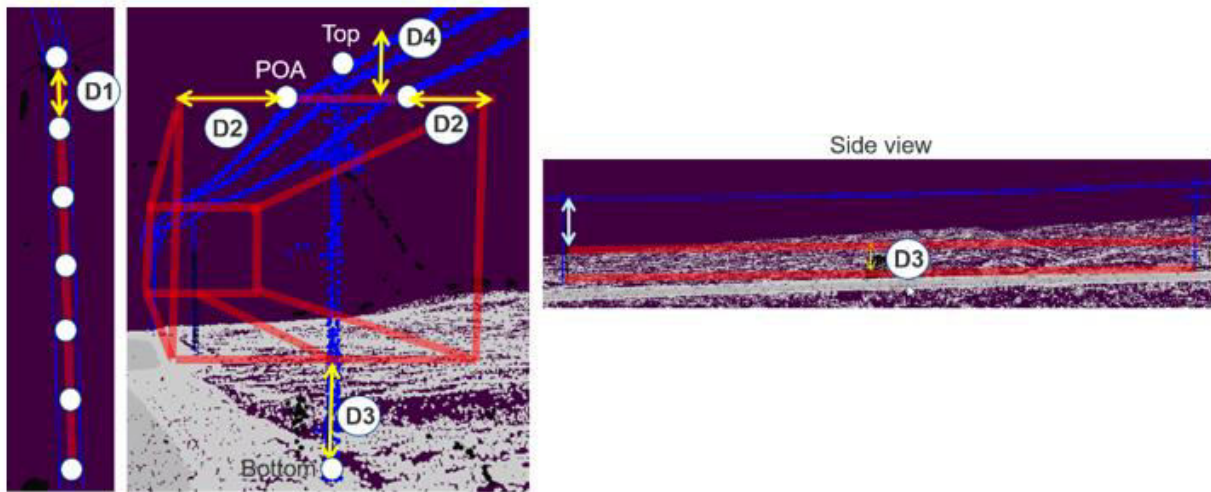 D1
Top
D4
POA
D2
D2
D3
Bottom
Side view
D3